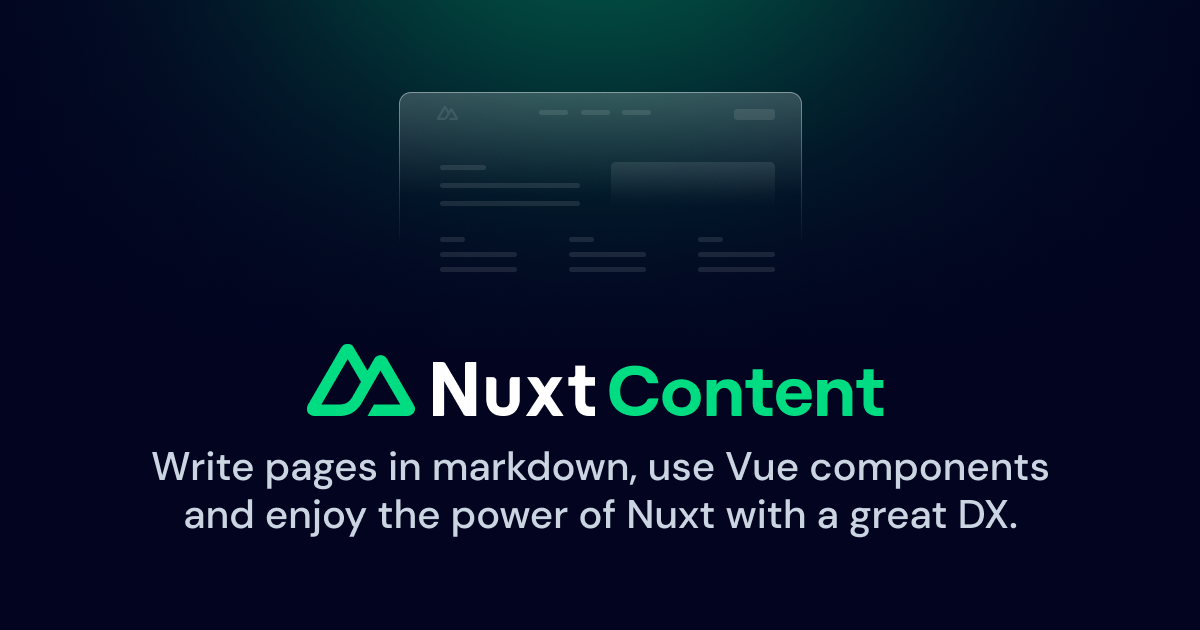 Nuxt Content
Write pages in markdown, use Vue components
and enjoy the power of Nuxt with a great DX.